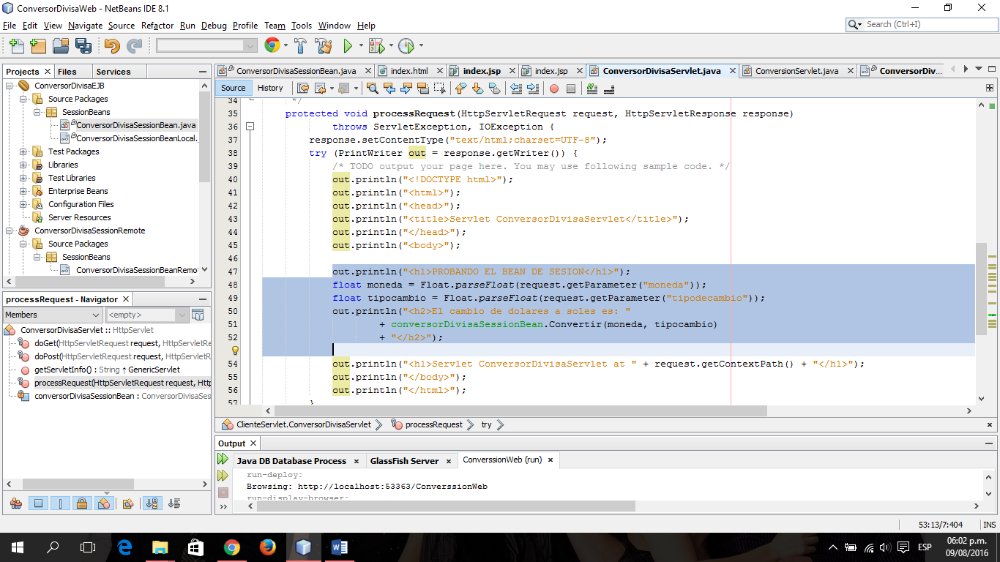 ConversorDivisaWeb - NetBeans IDE 8.1
File Edit View Navigate Source Refactor Run Debug Profile Team Tools Window Help
Search (Ctrl+I)
Projects Files Services
ConversorDivisaEJB
Source Packages
SessionBeans
ConversorDivisaSessionBean.java
ConversorDivisaSessionBeanLocal.
Test Packages
Libraries
Test Libraries
Enterprise Beans
Configuration Files
Server Resources
ConversorDivisaSessionRemote
Source Packages
SessionBeans
ConversorDivisaSessionBeanRemo
processRequest - Navigator
Members <empty>
ConversorDivisaServlet :: HttpServlet
doGet(HttpServletRequest request, HttpServletR
doPost(HttpServletRequest request, HttpServletR
getServletInfo() : String ↑ GenericServlet
processRequest(HttpServletRequest request, Htt
conversorDivisaSessionBean : ConversorDivisaSes
ConversorDivisaSessionBean.java index.html index.jsp index.jsp ConversorDivisaServlet.java ConversionServlet.java ConversorDiv...
Source History
34 */
35 protected void processRequest(HttpServletRequest request, HttpServletResponse response)
36 throws ServletException, IOException {
37 response.setContentType("text/html;charset=UTF-8");
38 try (PrintWriter out = response.getWriter()) {
39 /* TODO output your page here. You may use following sample code. */
40 out.println("<!DOCTYPE html>");
41 out.println("<html>");
42 out.println("<head>");
43 out.println("<title>Servlet ConversorDivisaServlet</title>");
44 out.println("</head>");
45 out.println("<body>");
46
47 out.println("<h1>PROBANDO EL BEAN DE SESION</h1>");
48 float moneda = Float.parseFloat(request.getParameter("moneda"));
49 float tipocambio = Float.parseFloat(request.getParameter("tipodecambio"));
50 out.println("<h2>El cambio de dolares a soles es: "
51 + conversorDivisaSessionBean.Convertir(moneda, tipocambio)
52 + "</h2>");
54 out.println("<h1>Servlet ConversorDivisaServlet at " + request.getContextPath() + "</h1>");
55 out.println("</body>");
56 out.println("</html>");
57 }
ClienteServlet.ConversorDivisaServlet processRequest try
Output
Java DB Database Process GlassFish Server ConverssionWeb (run)
run-deploy:
Browsing: http://localhost:53363/ConverssionWeb
run-display-browser:
53:13/7:404 INS
ESP
06:02 p.m.
09/08/2016